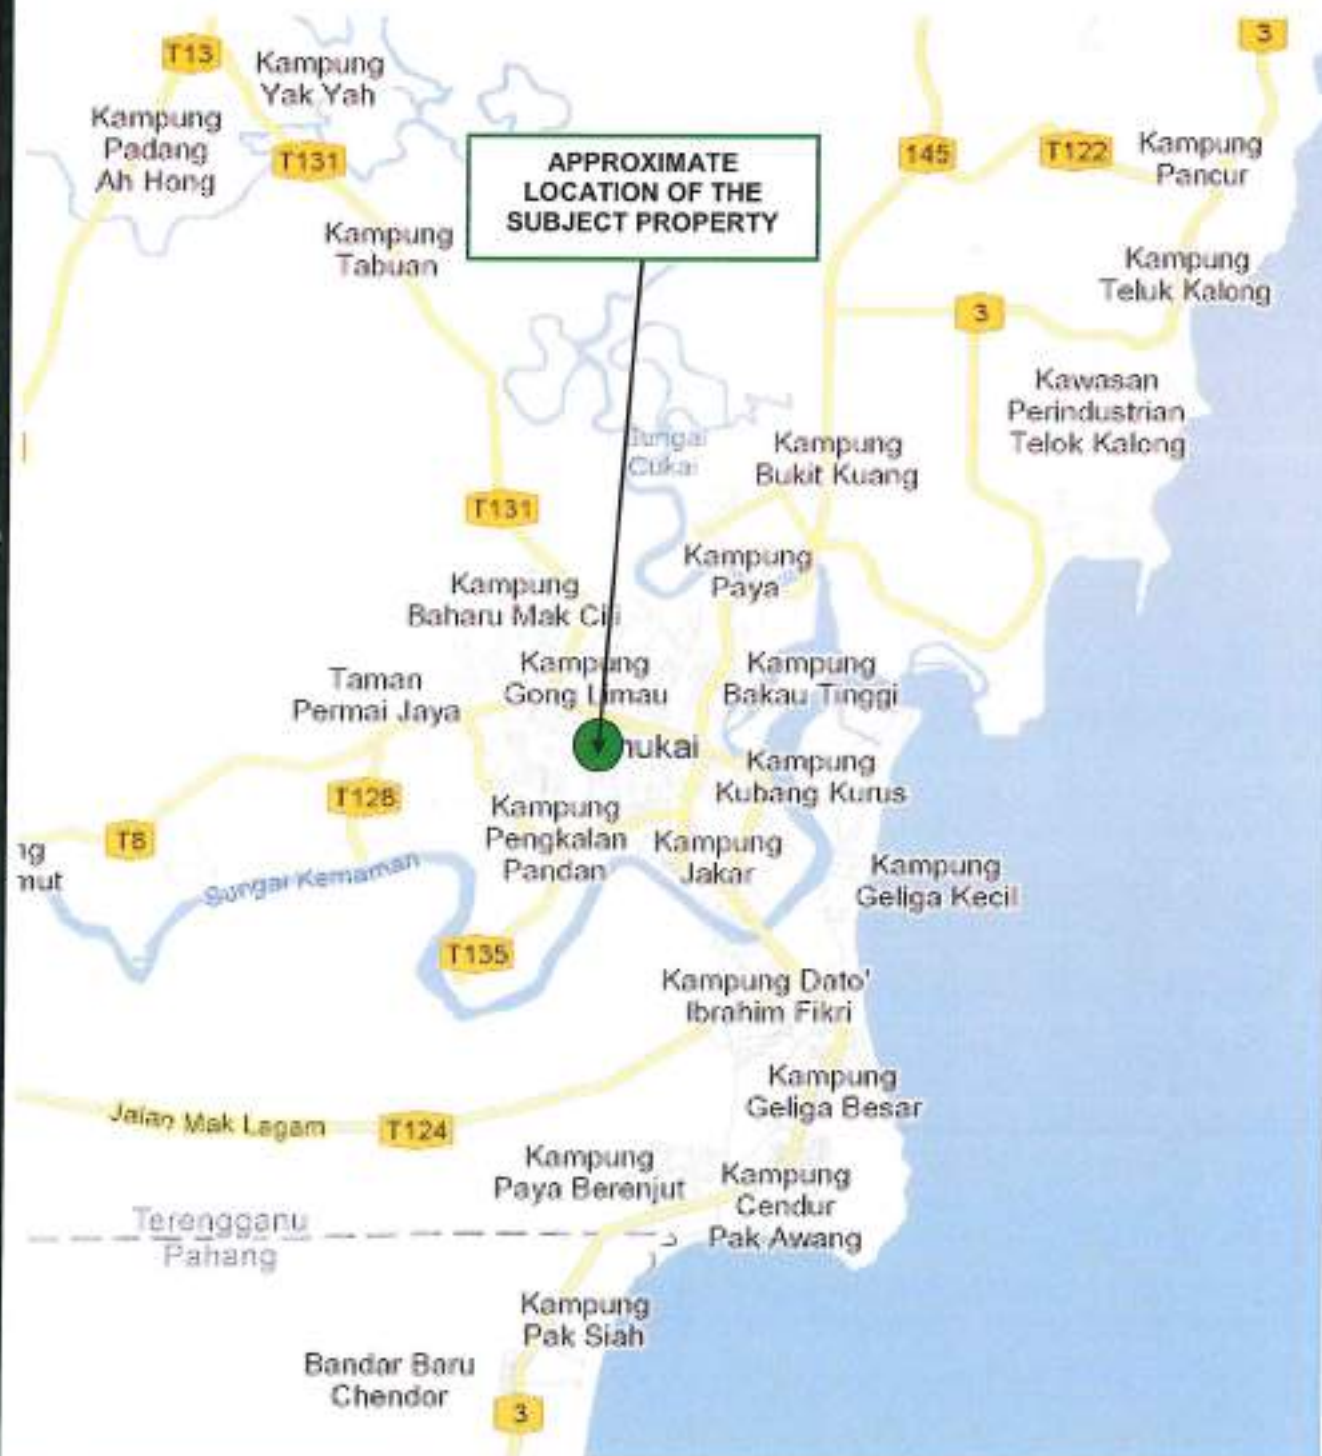 T13
Kampung
Yak Yah
3
Kampung
Padang
Ah Hong
T131
APPROXIMATE
LOCATION OF THE
SUBJECT PROPERTY
145
T122
Kampung
Pancur
Kampung
Tabuan
Kampung
Teluk Kalong
3
Kawasan
Perindustrian
Telok Kalong
Sungai
Cukai
Kampung
Bukit Kuang
T131
Kampung
Paya
Kampung
Baharu Mak Cili
Kampung
Gong Limau
Kampung
Bakau Tinggi
Taman
Permai Jaya
hukai
Kampung
Kubang Kurus
T128
T8
ng
mut
Kampung
Pengkalan
Pandan
Kampung
Jakar
Sungai Kemaman
Kampung
Geliga Kecil
T135
Kampung Dato'
Ibrahim Fikri
Kampung
Geliga Besar
Jalan Mak Lagam
T124
Kampung
Paya Berenjut
Kampung
Cendur
Pak Awang
Terengganu
Pahang
Kampung
Pak Siah
Bandar Baru
Chendor
3